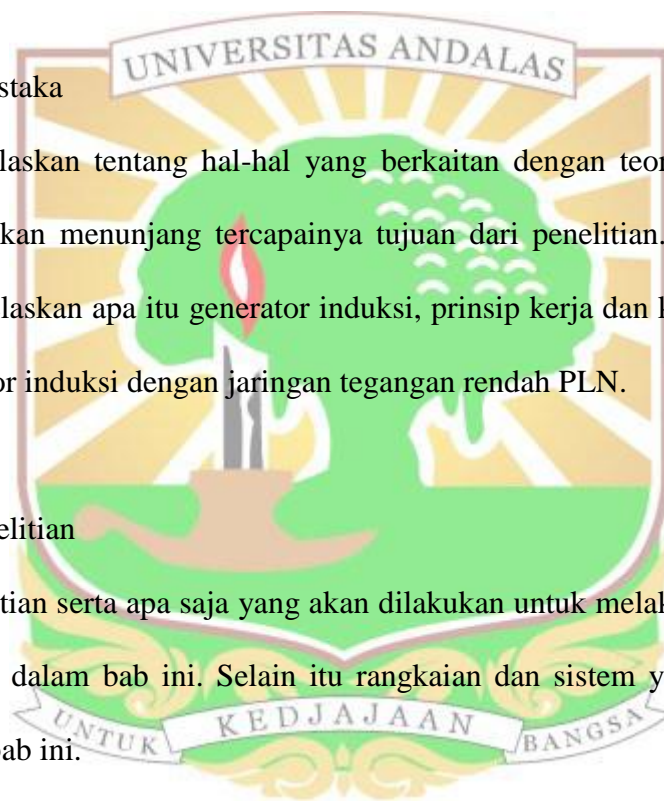 UNIVERSITAS ANDALAS
staka
laskan tentang hal-hal yang berkaitan dengan teor
kan menunjang tercapainya tujuan dari penelitian.
laskan apa itu generator induksi, prinsip kerja dan k
or induksi dengan jaringan tegangan rendah PLN.
elitian
tian serta apa saja yang akan dilakukan untuk melak
dalam bab ini. Selain itu rangkaian dan sistem y
UNTUK KEDJAJAAN BANGSA
bab ini.